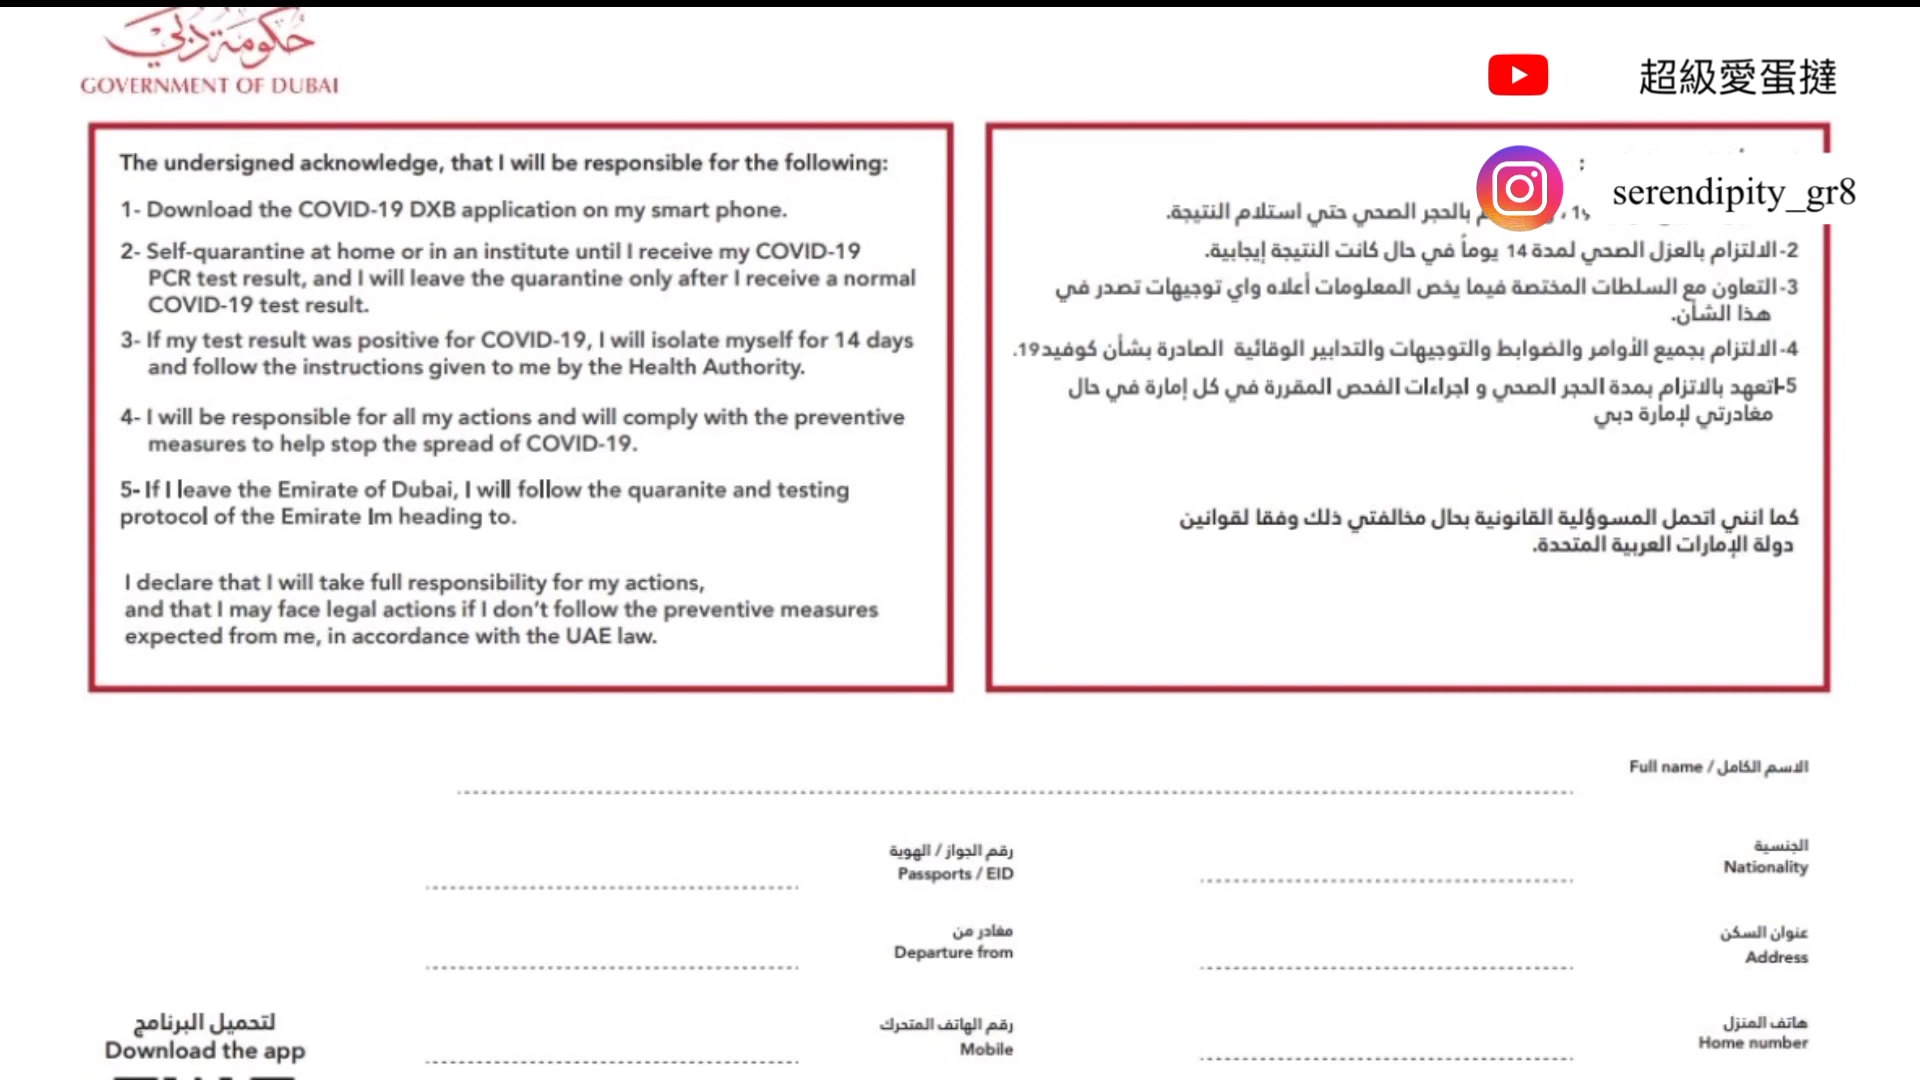 حكومة دبي
GOVERNMENT OF DUBAI
超級愛蛋撻
serendipity_gr8
The undersigned acknowledge, that I will be responsible for the following:
1- Download the COVID-19 DXB application on my smart phone.
2- Self-quarantine at home or in an institute until I receive my COVID-19
PCR test result, and I will leave the quarantine only after I receive a normal
COVID-19 test result.
3- If my test result was positive for COVID-19, I will isolate myself for 14 days
and follow the instructions given to me by the Health Authority.
4- I will be responsible for all my actions and will comply with the preventive
measures to help stop the spread of COVID-19.
5- If I leave the Emirate of Dubai, I will follow the quaranite and testing
protocol of the Emirate Im heading to.
I declare that I will take full responsibility for my actions,
and that I may face legal actions if I don't follow the preventive measures
expected from me, in accordance with the UAE law.
بالحجر الصحي حتي استلام النتيجة.
2-الالتزام بالعزل الصحي لمدة 14 يوماً في حال كانت النتيجة إيجابية.
3-التعاون مع السلطات المختصة فيما يخص المعلومات أعلاه واي توجيهات تصدر في
هذا الشأن.
4-الالتزام بجميع الأوامر والضوابط والتوجيهات والتدابير الوقائية الصادرة بشأن كوفيد19.
5-اتعهد بالاتزام بمدة الحجر الصحي و اجراءات الفحص المقررة في كل إمارة في حال
مغادرتي لإمارة دبي
كما انني اتحمل المسوؤلية القانونية بحال مخالفتي ذلك وفقا لقوانين
دولة الإمارات العربية المتحدة.
Full name / الاسم الكامل
رقم الجواز / الهوية
Passports / EID
الجنسية
Nationality
مغادر من
Departure from
عنوان السكن
Address
رقم الهاتف المتحرك
Mobile
هاتف المنزل
Home number
لتحميل البرنامج
Download the app